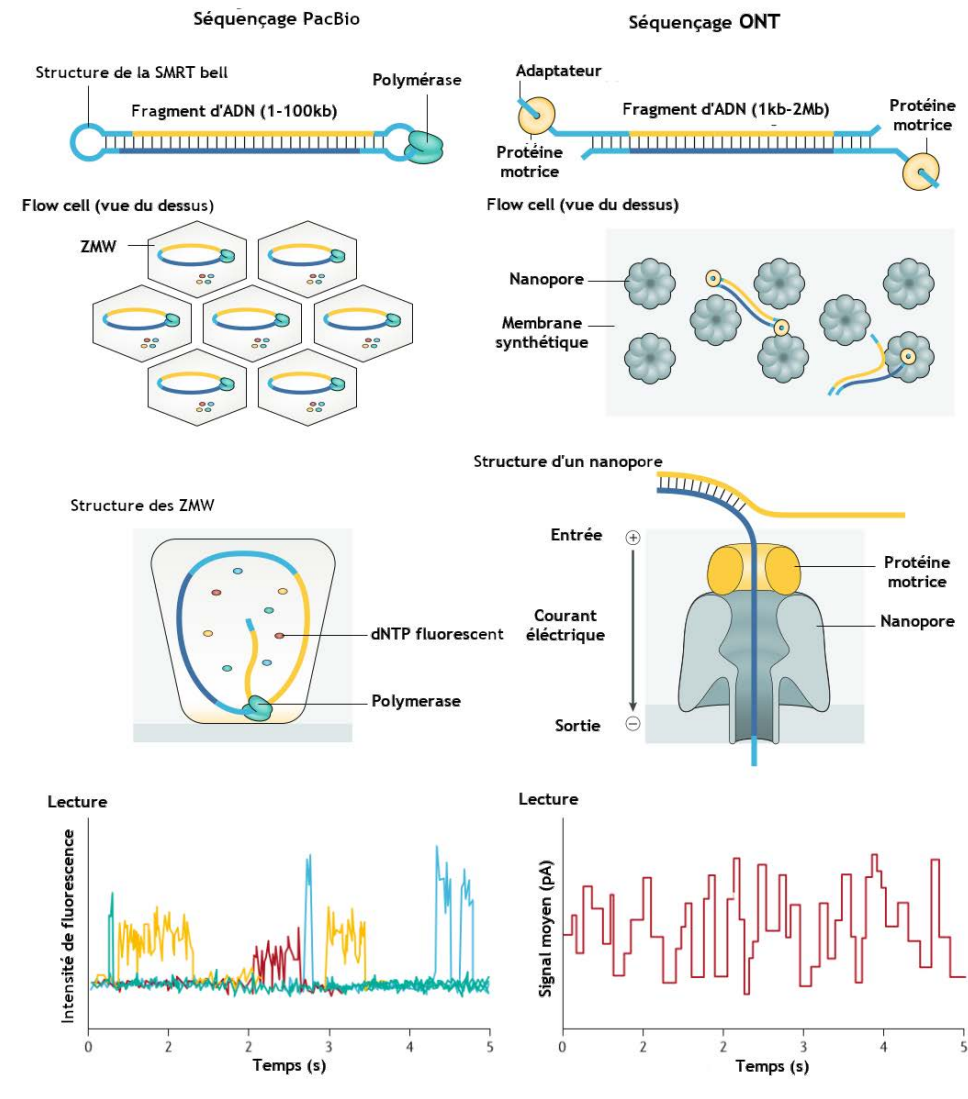 Séquençage PacBio
Structure de la SMRT bell
Polymérase
Fragment d'ADN (1-100kb)
Flow cell (vue du dessus)
ZMW
Structure des ZMW
dNTP fluorescent
Polymerase
Lecture
Intensité de fluorescence
0 2 2 3 4 5
Temps (s)
Séquençage ONT
Adaptateur
Fragment d'ADN (1kb-2Mb)
Protéine
motrice
Protéine
motrice
Flow cell (vue du dessus)
Nanopore
Membrane
synthétique
Structure d'un nanopore
Entrée
+
Protéine
motrice
Courant
éléctrique
Nanopore
Sortie
−
Lecture
Signal moyen (pA)
0 2 2 3 4 5
Temps (s)